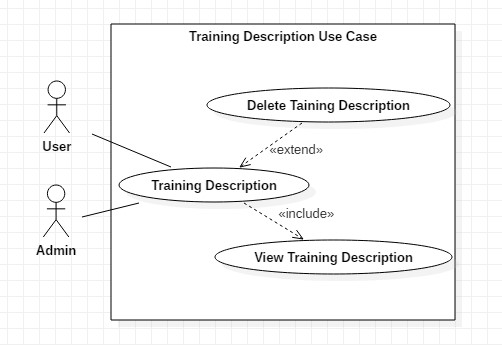 Training Description Use Case
Delete Taining Description
User
«extend»
Training Description
Admin
«include»
View Training Description